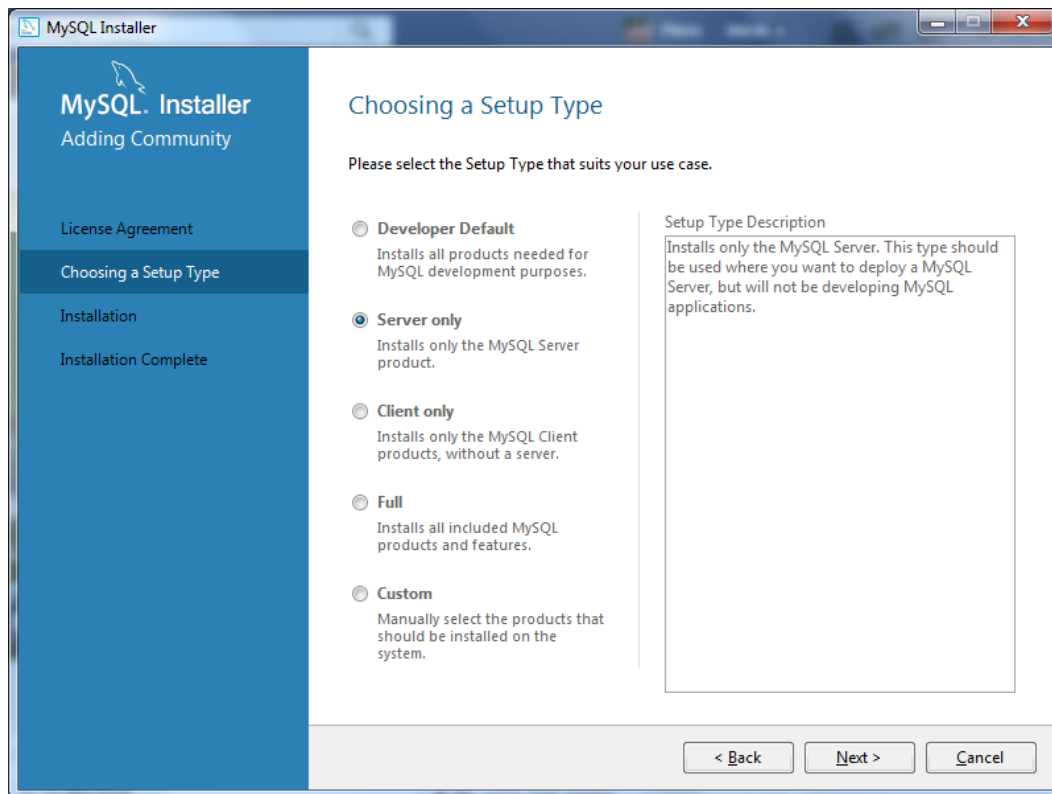 MySQL Installer
MySQL. Installer
Adding Community
License Agreement
Choosing a Setup Type
Installation
Installation Complete
Choosing a Setup Type
Please select the Setup Type that suits your use case.
Developer Default
Installs all products needed for
MySQL development purposes.
Server only
Installs only the MySQL Server
product.
Client only
Installs only the MySQL Client
products, without a server.
Full
Installs all included MySQL
products and features.
Custom
Manually select the products that
should be installed on the
system.
Setup Type Description
Installs only the MySQL Server. This type should
be used where you want to deploy a MySQL
Server, but will not be developing MySQL
applications.
< Back
Next >
Cancel